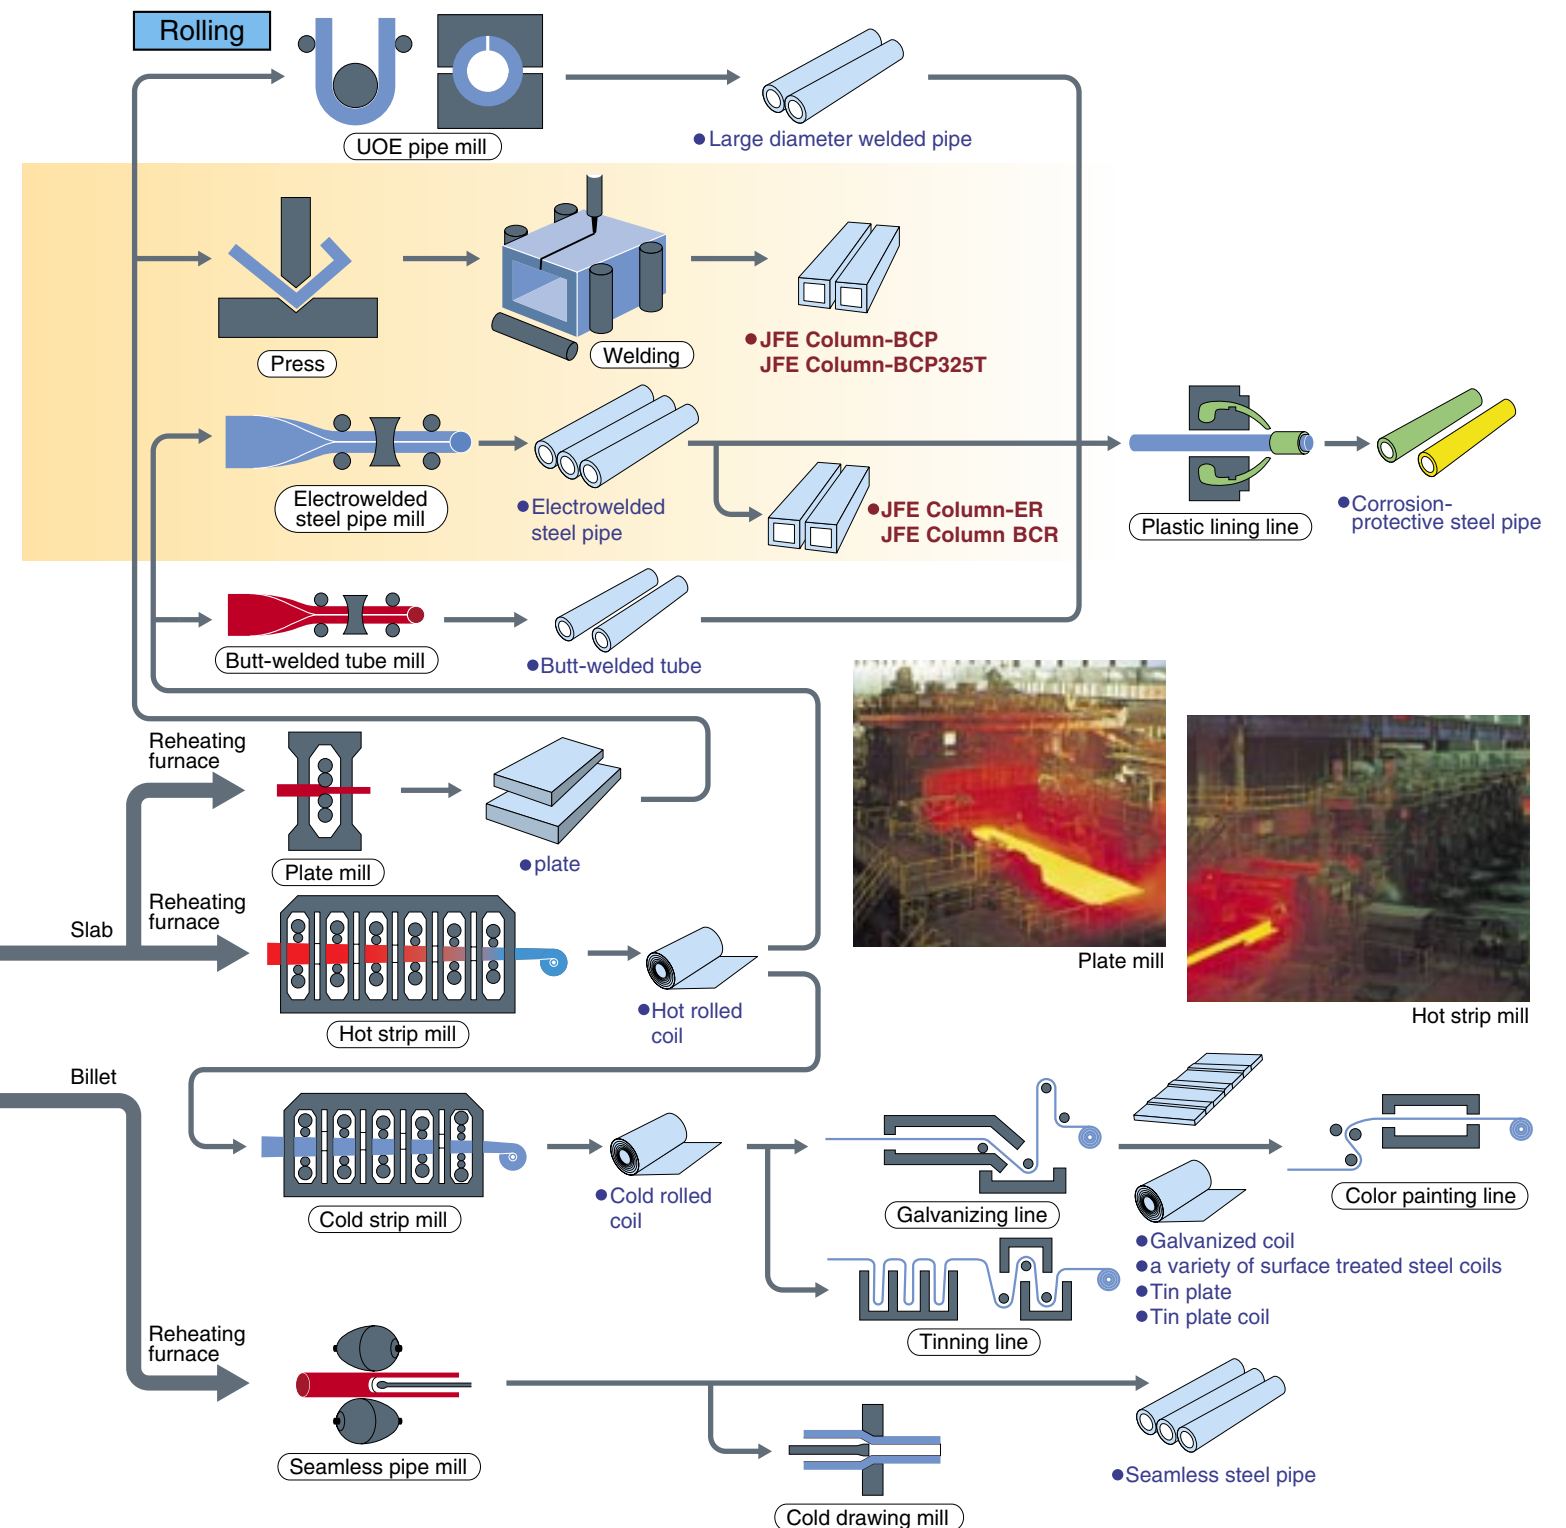 Rolling
UOE pipe mill
●Large diameter welded pipe
Press
Welding
●JFE Column-BCP
JFE Column-BCP325T
Electrowelded
steel pipe mill
●Electrowelded
steel pipe
●JFE Column-ER
JFE Column BCR
Plastic lining line
●Corrosion-
protective steel pipe
Butt-welded tube mill
●Butt-welded tube
Reheating
furnace
Plate mill
●plate
Slab
Reheating
furnace
Hot strip mill
●Hot rolled
coil
Plate mill
Hot strip mill
Billet
Cold strip mill
●Cold rolled
coil
Galvanizing line
Color painting line
●Galvanized coil
●a variety of surface treated steel coils
●Tin plate
●Tin plate coil
Tinning line
Reheating
furnace
Seamless pipe mill
Cold drawing mill
●Seamless steel pipe